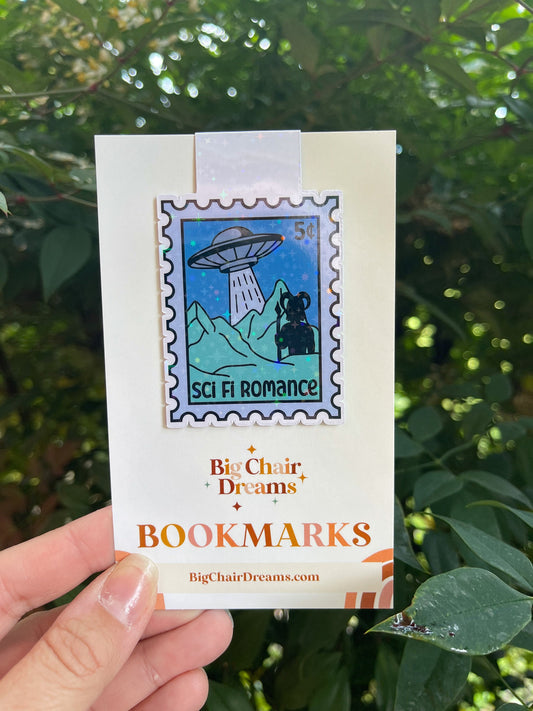 5¢
Sci Fi Romance
Big Chair
Dreams
BOOKMARKS
BigChairDreams.com